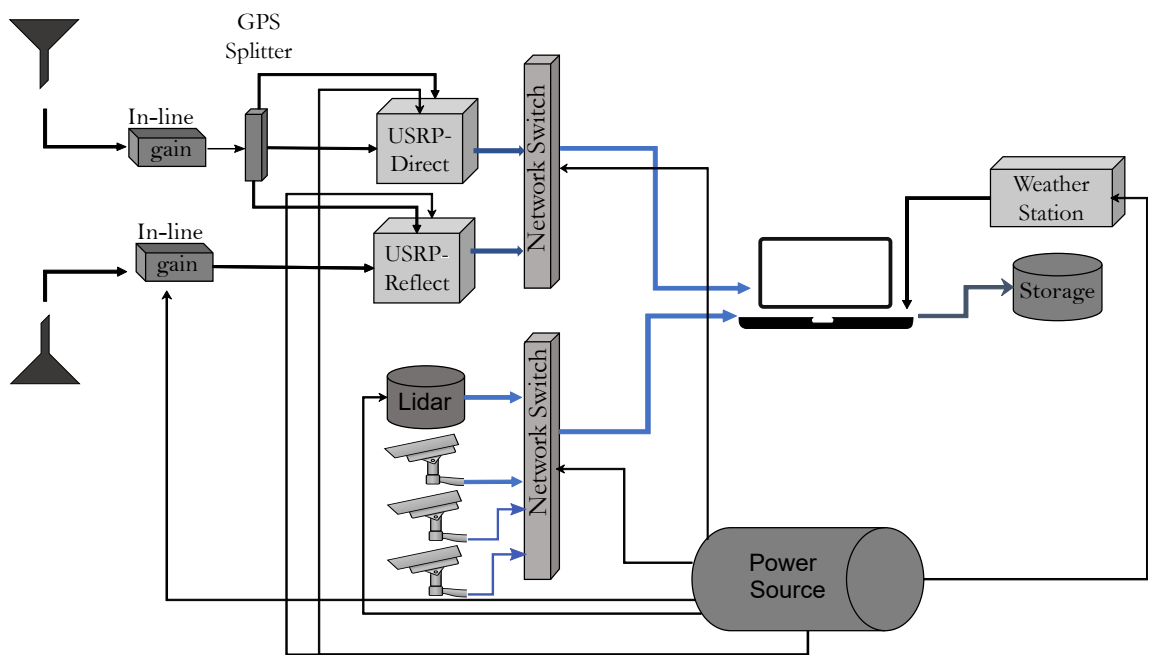 GPS
Splitter
In-line
gain
USRP-
Direct
Network Switch
In-line
gain
USRP-
Reflect
Weather
Station
Storage
Lidar
Network Switch
Power
Source